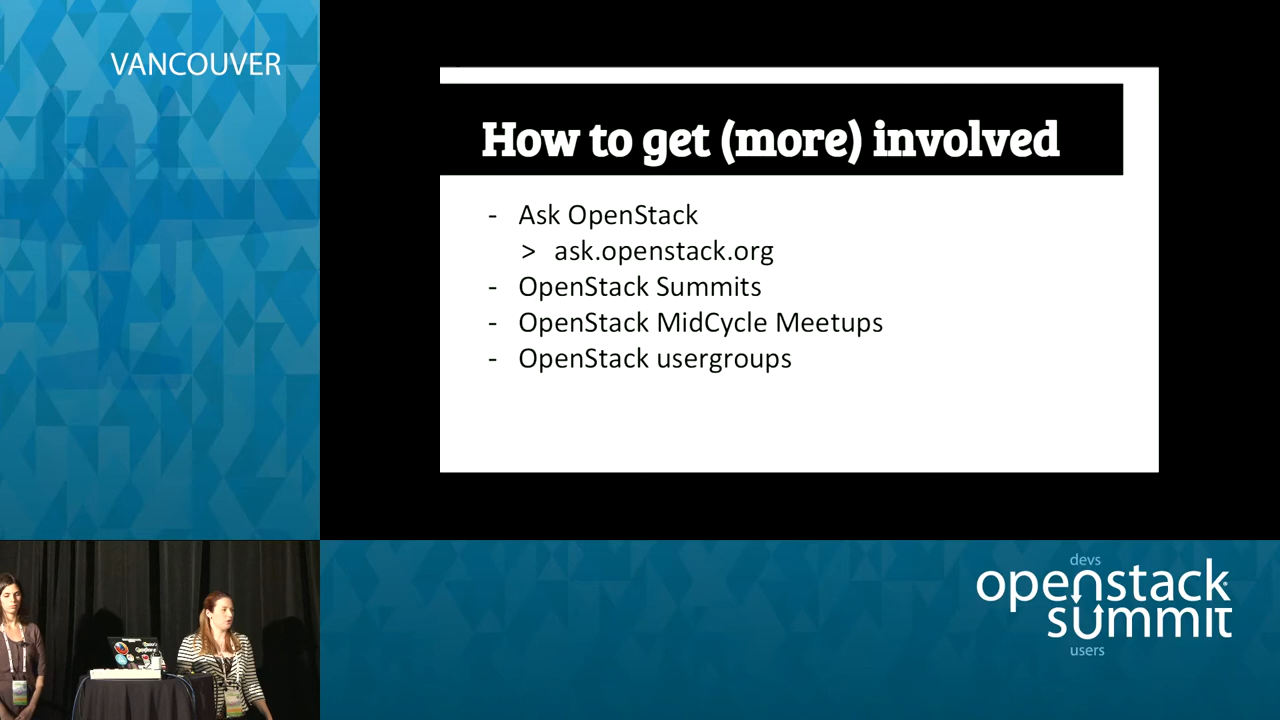 VANCOUVER
How to get (more) involved
- Ask OpenStack
> ask.openstack.org
- OpenStack Summits
- OpenStack MidCycle Meetups
- OpenStack usergroups
devs
openstack
summit
users